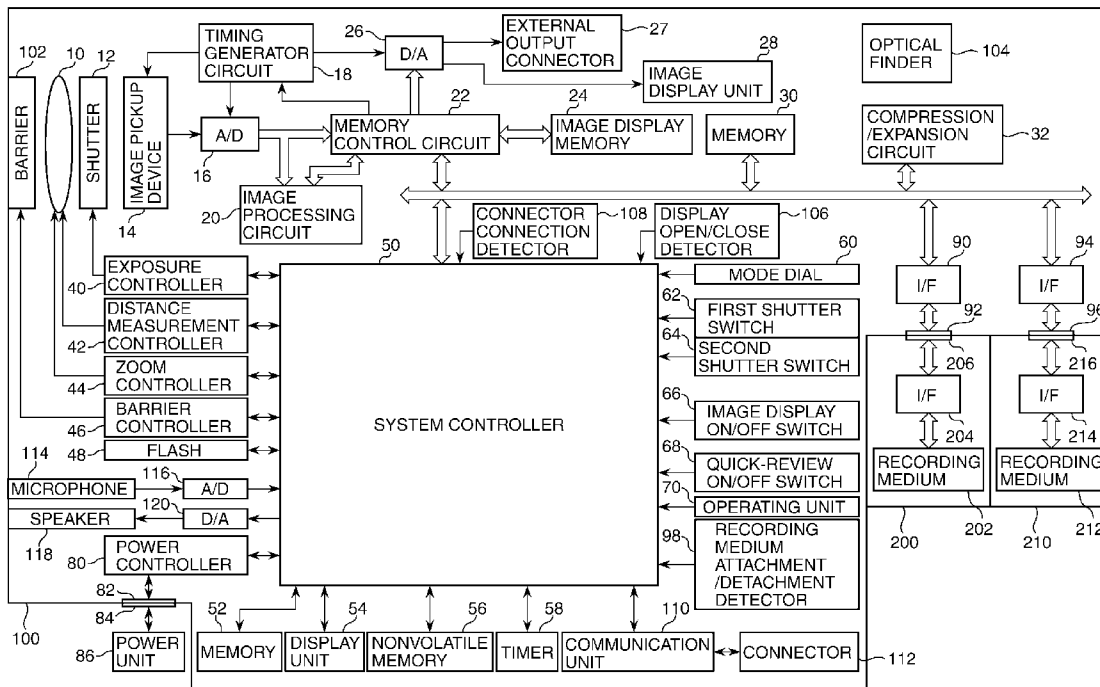 102
10
12
TIMING
GENERATOR
CIRCUIT
18
26
D/A
EXTERNAL
OUTPUT
CONNECTOR
27
28
IMAGE
DISPLAY UNIT
OPTICAL
FINDER
104
BARRIER
SHUTTER
IMAGE PICKUP
DEVICE
14
A/D
16
22
MEMORY
CONTROL CIRCUIT
24
IMAGE DISPLAY
MEMORY
30
MEMORY
COMPRESSION
/EXPANSION
CIRCUIT
32
20
IMAGE
PROCESSING
CIRCUIT
CONNECTOR
CONNECTION
DETECTOR
108
DISPLAY
OPEN/CLOSE
DETECTOR
106
50
SYSTEM CONTROLLER
EXPOSURE
CONTROLLER
40
DISTANCE
MEASUREMENT
CONTROLLER
42
ZOOM
CONTROLLER
44
BARRIER
CONTROLLER
46
FLASH
48
114
MICROPHONE
116
A/D
SPEAKER
118
120
D/A
POWER
CONTROLLER
80
82
84
100
POWER
UNIT
86
60
MODE DIAL
62
FIRST SHUTTER
SWITCH
64
SECOND
SHUTTER SWITCH
66
IMAGE DISPLAY
ON/OFF SWITCH
68
QUICK-REVIEW
ON/OFF SWITCH
70
OPERATING UNIT
98
RECORDING
MEDIUM
ATTACHMENT
/DETACHMENT
DETECTOR
90
I/F
92
206
I/F
204
RECORDING
MEDIUM
202
200
94
I/F
96
216
I/F
214
RECORDING
MEDIUM
212
210
52
MEMORY
54
DISPLAY
UNIT
56
NONVOLATILE
MEMORY
58
TIMER
110
COMMUNICATION
UNIT
CONNECTOR
112